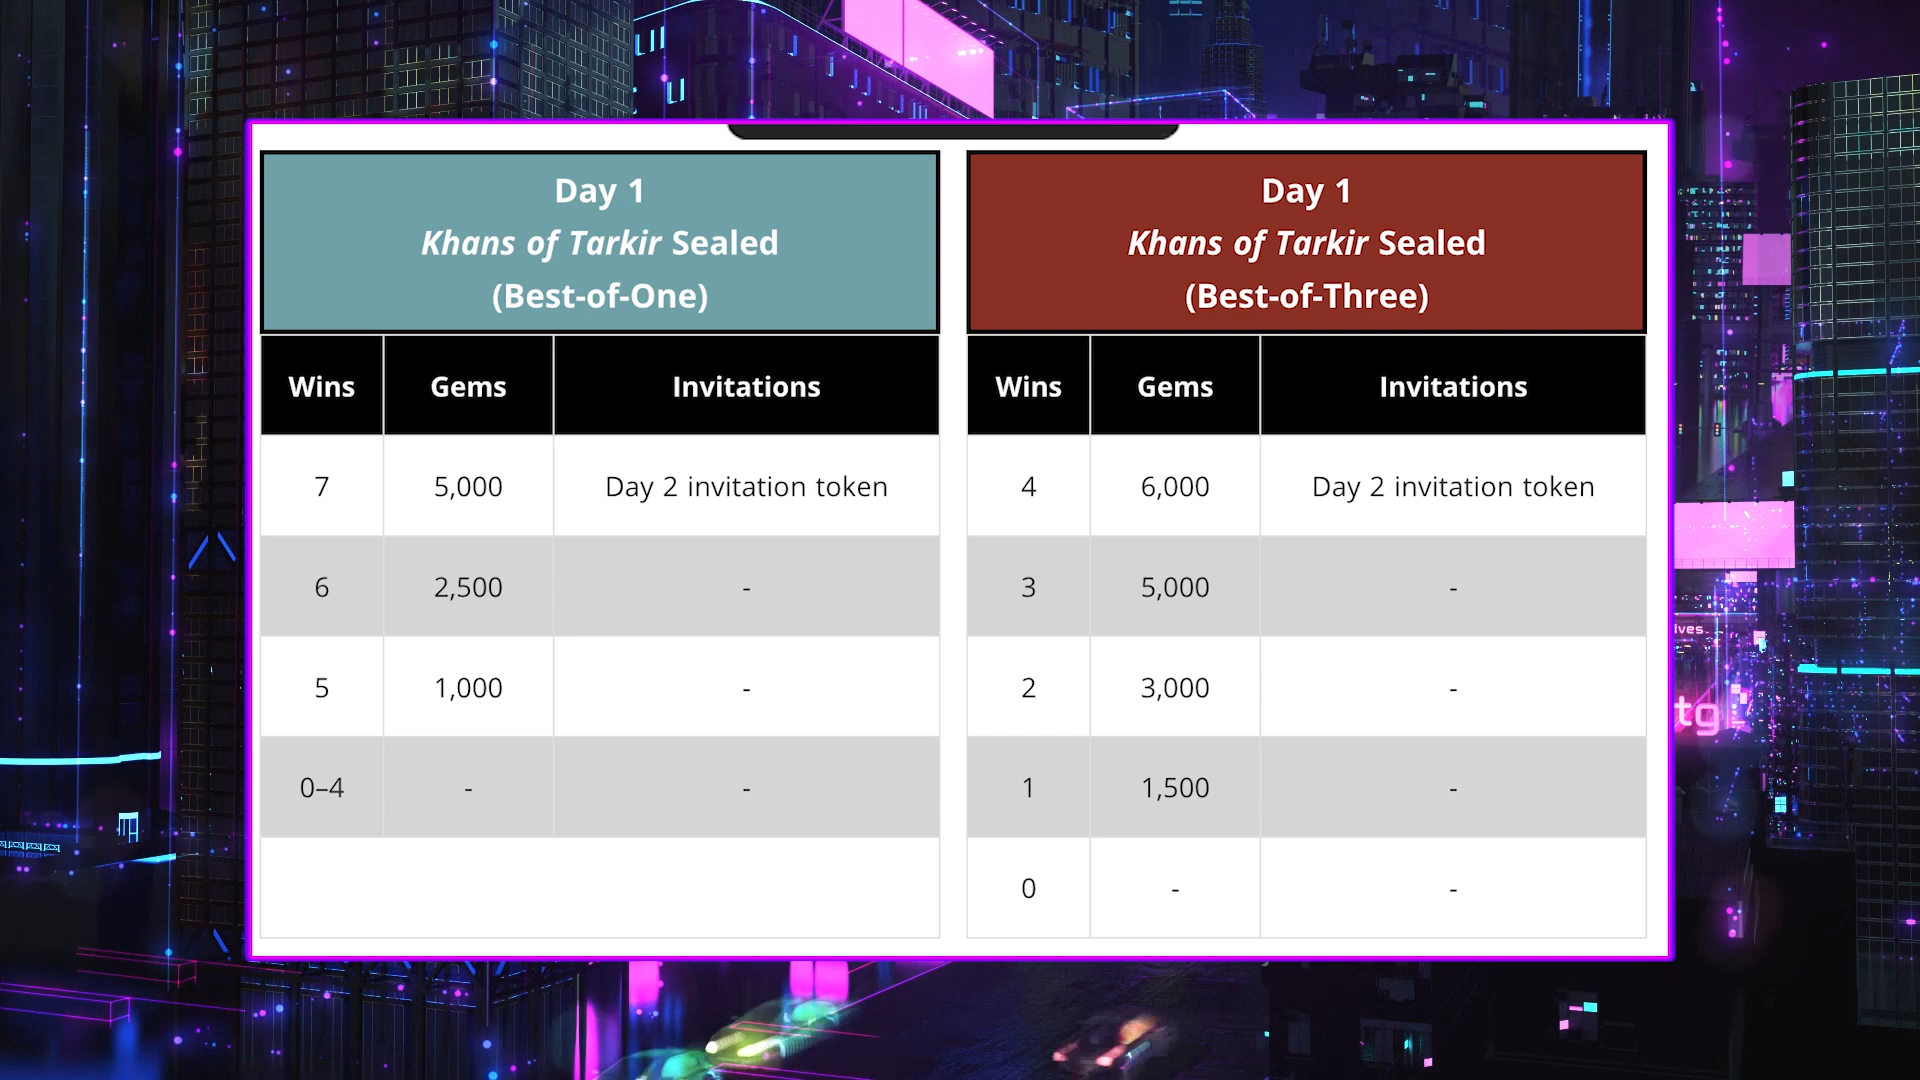 Day 1
Khans of Tarkir Sealed
(Best-of-One)
Wins Gems Invitations
7 5,000 Day 2 invitation token
6 2,500 -
5 1,000 -
0–4 - -
Day 1
Khans of Tarkir Sealed
(Best-of-Three)
Wins Gems Invitations
4 6,000 Day 2 invitation token
3 5,000 -
2 3,000 -
1 1,500 -
0 - -
ives
tg